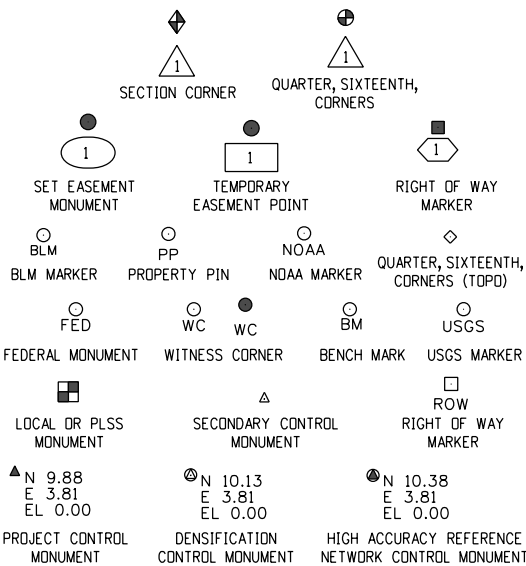 1
SECTION CORNER
1
QUARTER, SIXTEENTH,
CORNERS
1
SET EASEMENT
MONUMENT
1
TEMPORARY
EASEMENT POINT
1
RIGHT OF WAY
MARKER
BLM
BLM MARKER
PP
PROPERTY PIN
NOAA
NOAA MARKER
QUARTER, SIXTEENTH,
CORNERS (TOPO)
FED
FEDERAL MONUMENT
WC WC
WITNESS CORNER
BM
BENCH MARK
USGS
USGS MARKER
LOCAL OR PLSS
MONUMENT
SECONDARY CONTROL
MONUMENT
ROW
RIGHT OF WAY
MARKER
N 9.88
E 3.81
EL 0.00
PROJECT CONTROL
MONUMENT
N 10.13
E 3.81
EL 0.00
DENSIFICATION
CONTROL MONUMENT
N 10.38
E 3.81
EL 0.00
HIGH ACCURACY REFERENCE
NETWORK CONTROL MONUMENT